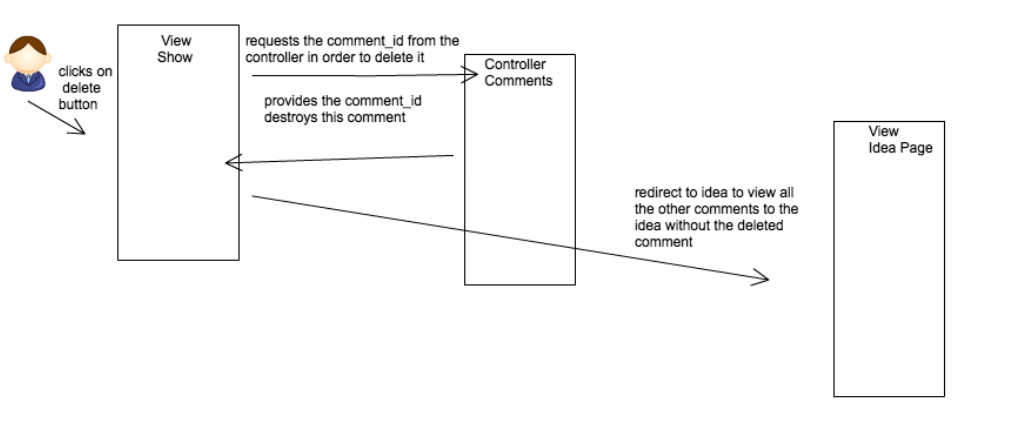 clicks on
delete
button
View
Show
requests the comment_id from the
controller in order to delete it
provides the comment_id
destroys this comment
Controller
Comments
redirect to idea to view all
the other comments to the
idea without the deleted
comment
View
Idea Page